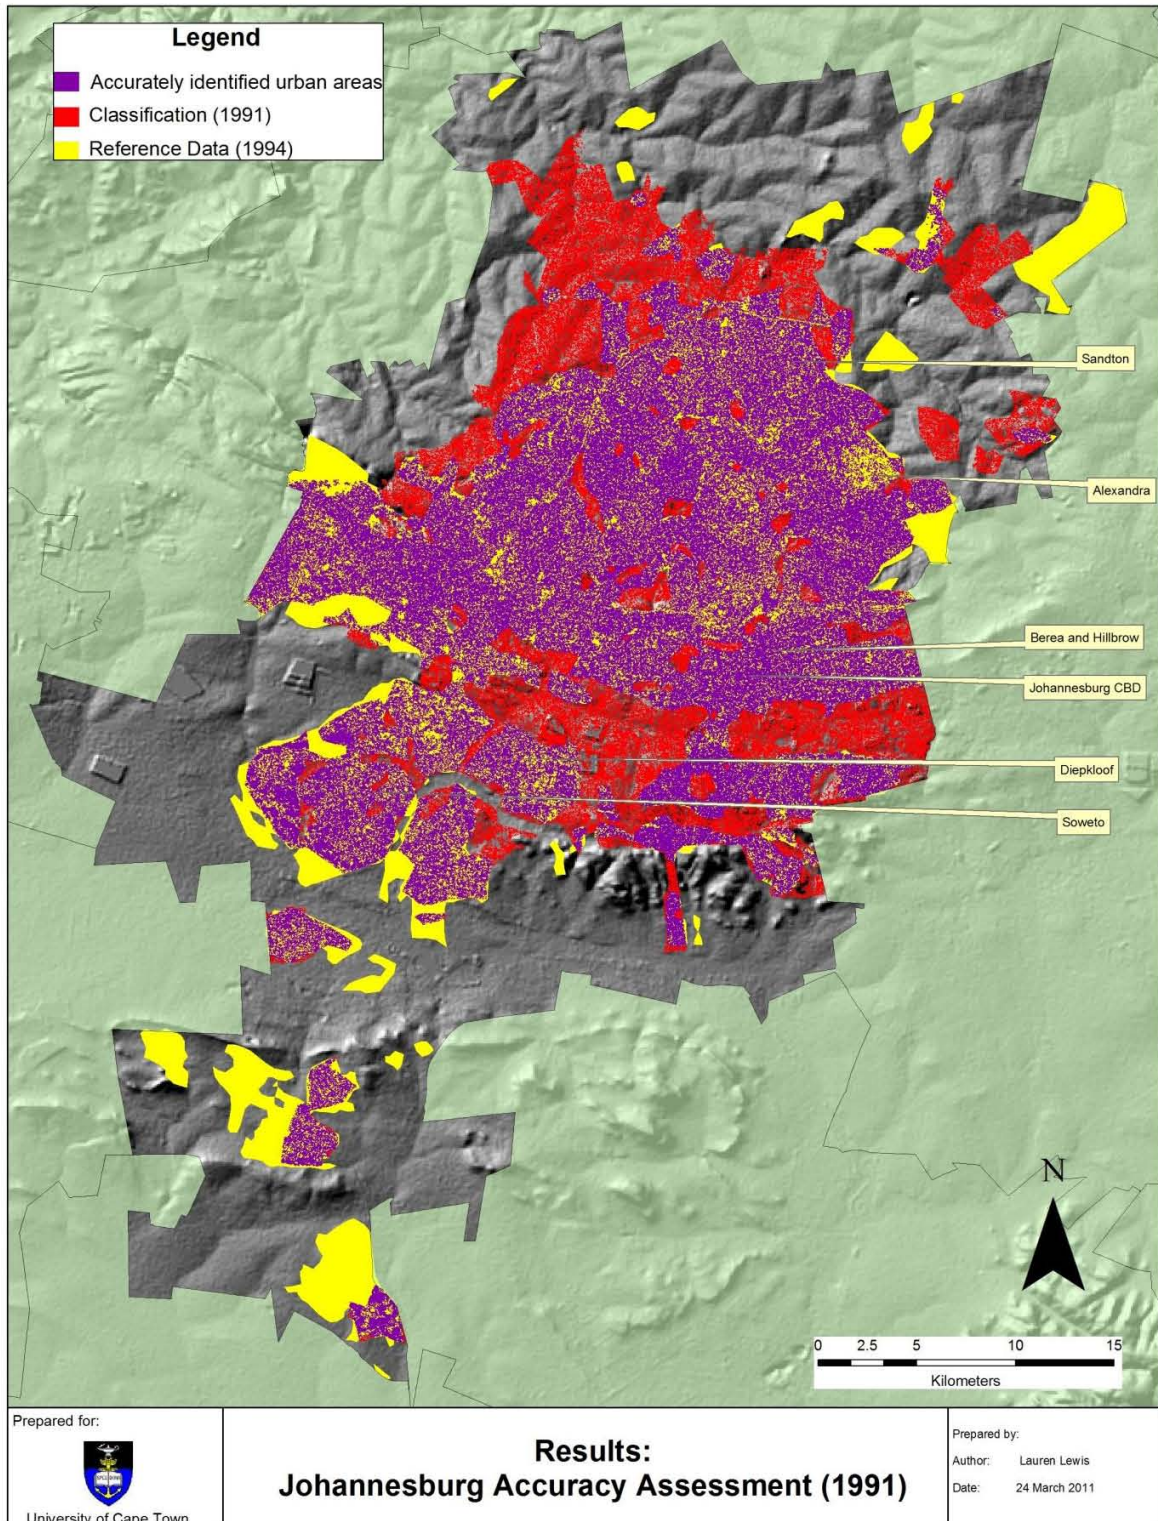 Legend
Accurately identified urban areas
Classification (1991)
Reference Data (1994)
Sandton
Alexandra
Berea and Hillbrow
Johannesburg CBD
Diepkloof
Soweto
N
0 2.5 5 10 15
Kilometers
Prepared for:
University of Cape Town
Results:
Johannesburg Accuracy Assessment (1991)
Prepared by:
Author: Lauren Lewis
Date: 24 March 2011